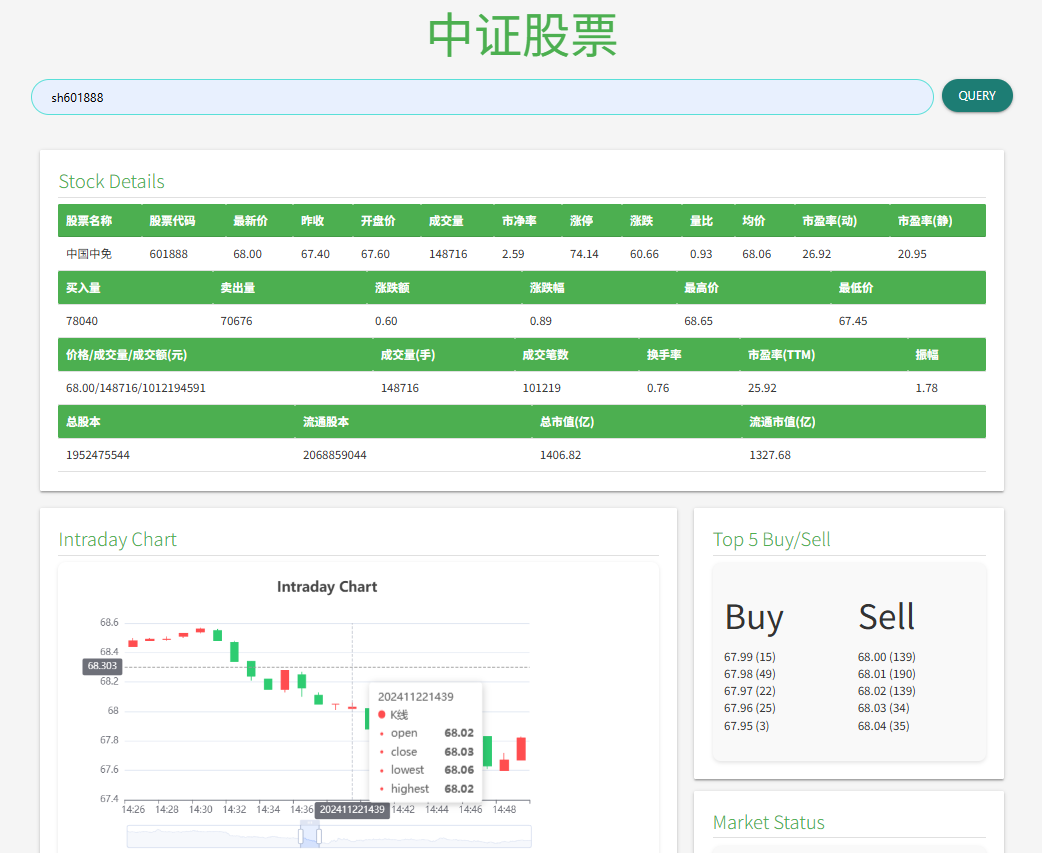 中证股票
sh601888
QUERY
Stock Details
股票名称 股票代码 最新价 昨收 开盘价 成交量 市净率 涨停 涨跌 量比 均价 市盈率(动) 市盈率(静)
中国中免 601888 68.00 67.40 67.60 148716 2.59 74.14 60.66 0.93 68.06 26.92 20.95
买入量 卖出量 涨跌额 涨跌幅 最高价 最低价
78040 70676 0.60 0.89 68.65 67.45
价格/成交量/成交额(元) 成交量(手) 成交笔数 换手率 市盈率(TTM) 振幅
68.00/148716/1012194591 148716 101219 0.76 25.92 1.78
总股本 流通股本 总市值(亿) 流通市值(亿)
1952475544 2068859044 1406.82 1327.68
Intraday Chart
Intraday Chart
68.6
68.4
68.303
68.2
68
67.8
67.6
67.4
202411221439
K线
open 68.02
close 68.03
lowest 68.06
highest 68.02
14:26 14:28 14:30 14:32 14:34 14:36 202411221439 14:42 14:44 14:46 14:48
Top 5 Buy/Sell
Buy Sell
67.99 (15) 68.00 (139)
67.98 (49) 68.01 (190)
67.97 (22) 68.02 (139)
67.96 (25) 68.03 (34)
67.95 (3) 68.04 (35)
Market Status